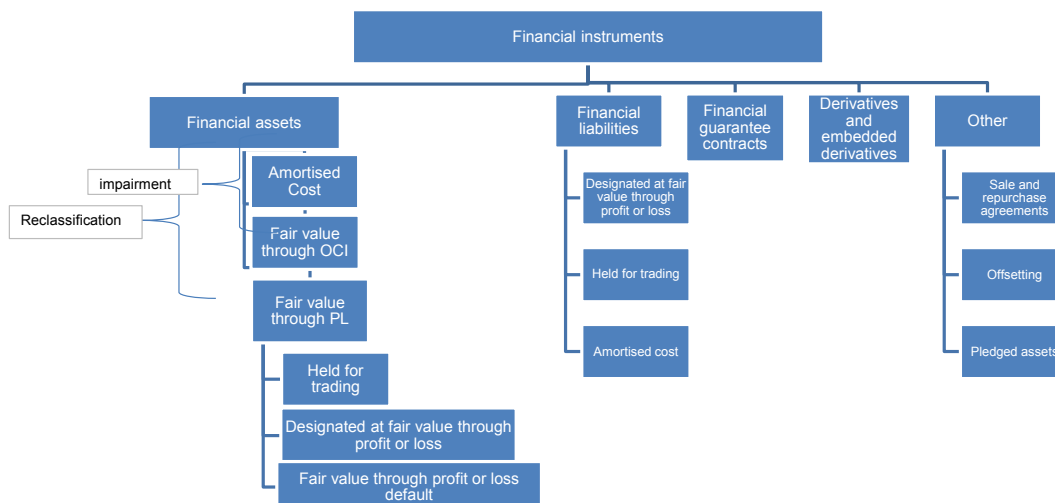 Financial instruments
Financial assets
Financial
liabilities
Financial
guarantee
contracts
Derivatives and
embedded
derivatives
Other
impairment
Reclassification
Amortised
Cost
Fair value
through OCI
Fair value
through PL
Held for
trading
Designated at fair value through
profit or loss
Fair value through profit or loss
default
Designated at fair
value through
profit or loss
Held for trading
Amortised cost
Sale and
repurchase
agreements
Offsetting
Pledged assets